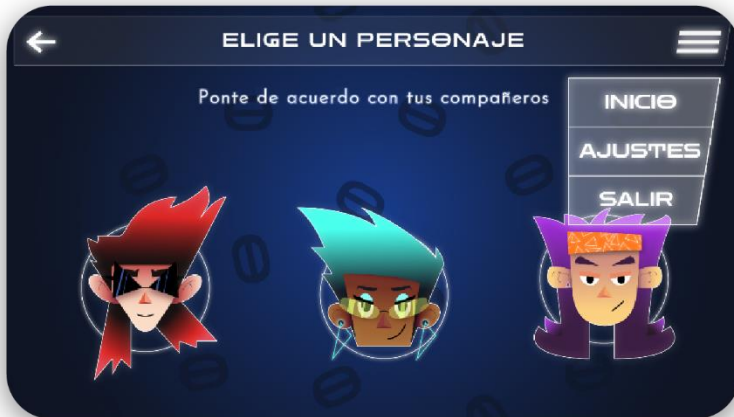 ELIGE UN PERSONAJE
Ponte de acuerdo con tus compañeros
INICIO
AJUSTES
SALIR